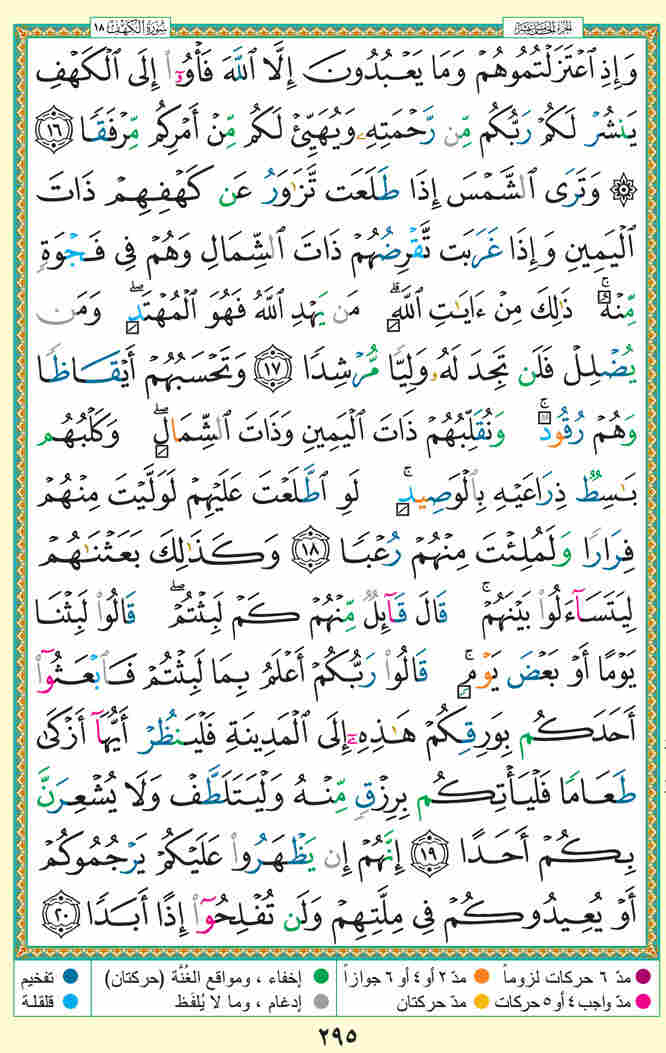 سُورَةُ الكَهْفِ ١٨
الجزء الخامس عشر
وَإِذِ ٱعْتَزَلْتُمُوهُمْ وَمَا يَعْبُدُونَ إِلَّا ٱللَّهَ فَأْوُۥٓا۟ إِلَى ٱلْكَهْفِ
يَنشُرْ لَكُمْ رَبُّكُم مِّن رَّحْمَتِهِۦ وَيُهَيِّئْ لَكُم مِّنْ أَمْرِكُم مِّرْفَقًا ١٦
۞ وَتَرَى ٱلشَّمْسَ إِذَا طَلَعَت تَّزَٰوَرُ عَن كَهْفِهِمْ ذَاتَ
ٱلْيَمِينِ وَإِذَا غَرَبَت تَّقْرِضُهُمْ ذَاتَ ٱلشِّمَالِ وَهُمْ فِى فَجْوَةٍ
مِّنْهُ ۚ ذَٰلِكَ مِنْ ءَايَٰتِ ٱللَّهِ ۗ مَن يَهْدِ ٱللَّهُ فَهُوَ ٱلْمُهْتَدِ ۖ وَمَن
يُضْلِلْ فَلَن تَجِدَ لَهُۥ وَلِيًّا مُّرْشِدًا ١٧ وَتَحْسَبُهُمْ أَيْقَاظًا
وَهُمْ رُقُودٌ ۚ وَنُقَلِّبُهُمْ ذَاتَ ٱلْيَمِينِ وَذَاتَ ٱلشِّمَالِ ۖ وَكَلْبُهُم
بَٰسِطٌ ذِرَاعَيْهِ بِٱلْوَصِيدِ ۚ لَوِ ٱطَّلَعْتَ عَلَيْهِمْ لَوَلَّيْتَ مِنْهُمْ
فِرَارًا وَلَمُلِئْتَ مِنْهُمْ رُعْبًا ١٨ وَكَذَٰلِكَ بَعَثْنَٰهُمْ
لِيَتَسَآءَلُوا۟ بَيْنَهُمْ ۚ قَالَ قَآئِلٌ مِّنْهُمْ كَمْ لَبِثْتُمْ ۖ قَالُوا۟ لَبِثْنَا
يَوْمًا أَوْ بَعْضَ يَوْمٍ ۚ قَالُوا۟ رَبُّكُمْ أَعْلَمُ بِمَا لَبِثْتُمْ فَٱبْعَثُوٓا۟
أَحَدَكُم بِوَرِقِكُمْ هَٰذِهِۦٓ إِلَى ٱلْمَدِينَةِ فَلْيَنظُرْ أَيُّهَآ أَزْكَىٰ
طَعَامًا فَلْيَأْتِكُم بِرِزْقٍ مِّنْهُ وَلْيَتَلَطَّفْ وَلَا يُشْعِرَنَّ
بِكُمْ أَحَدًا ١٩ إِنَّهُمْ إِن يَظْهَرُوا۟ عَلَيْكُمْ يَرْجُمُوكُمْ
أَوْ يُعِيدُوكُمْ فِى مِلَّتِهِمْ وَلَن تُفْلِحُوٓا۟ إِذًا أَبَدًا ٢٠
مدّ ٦ حركات لزوماً مدّ ٢ أو ٤ أو ٦ جوازاً إخفاء ، ومواقع الغُنَّة (حركتان) تفخيم
مدّ واجب ٤ أو ٥ حركات مدّ حركتان إدغام ، وما لا يُلفَظ قلقلة
٢٩٥